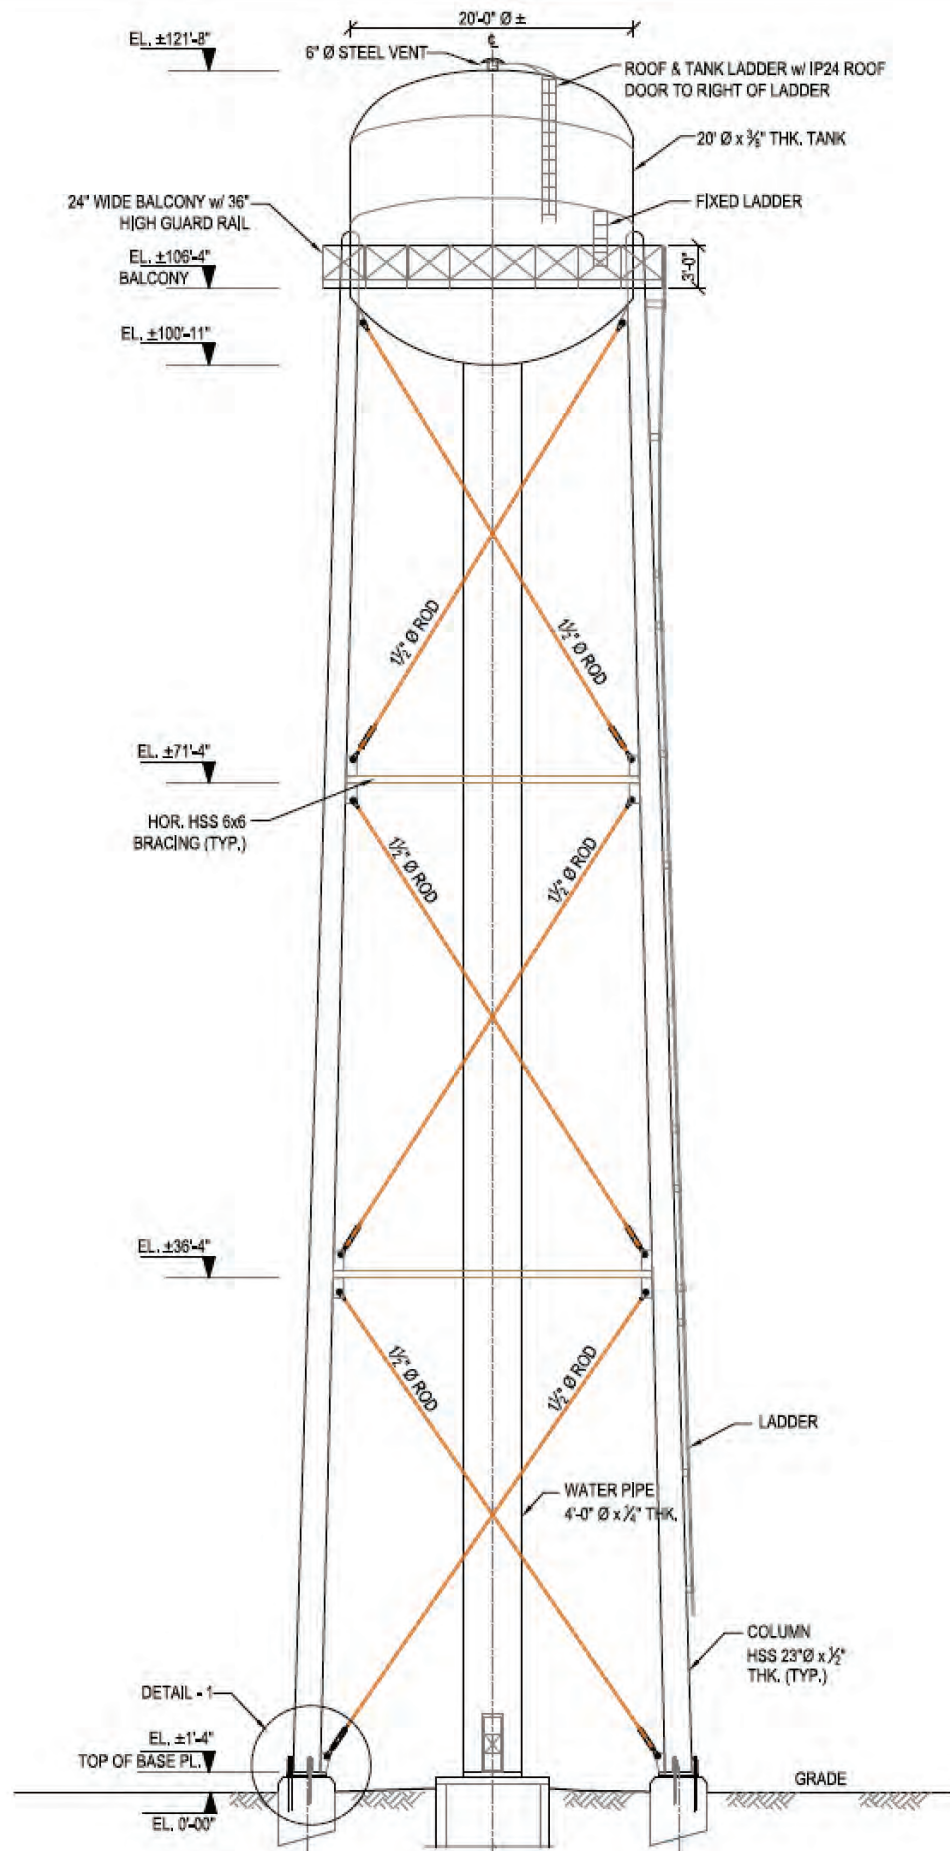 20'-0" Ø ±
℄
EL. ±121'-8"
6" Ø STEEL VENT
ROOF & TANK LADDER w/ IP24 ROOF
DOOR TO RIGHT OF LADDER
20' Ø x ⅜" THK. TANK
24" WIDE BALCONY w/ 36"
HIGH GUARD RAIL
FIXED LADDER
EL. ±106'-4"
BALCONY
3'-0"
EL. ±100'-11"
1½" Ø ROD
1½" Ø ROD
EL. ±71'-4"
HOR. HSS 6x6
BRACING (TYP.)
1½" Ø ROD
1½" Ø ROD
EL. ±36'-4"
1½" Ø ROD
1½" Ø ROD
LADDER
WATER PIPE
4'-0" Ø x ¼" THK.
COLUMN
HSS 23"Ø x ½"
THK. (TYP.)
DETAIL - 1
EL. ±1'-4"
TOP OF BASE PL.
GRADE
EL. 0'-00"